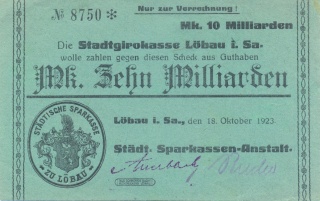 № 8750 ✻
Nur zur Verrechnung!
Mk. 10 Milliarden
Die Stadtgirokasse Löbau i. Sa.
wolle zahlen gegen diesen Scheck aus Guthaben
Mk. Zehn Milliarden
Löbau i. Sa., den 18. Oktober 1923
Städt. Sparkassen-Anstalt.
STÄDTISCHE SPARKASSE
ZU LÖBAU